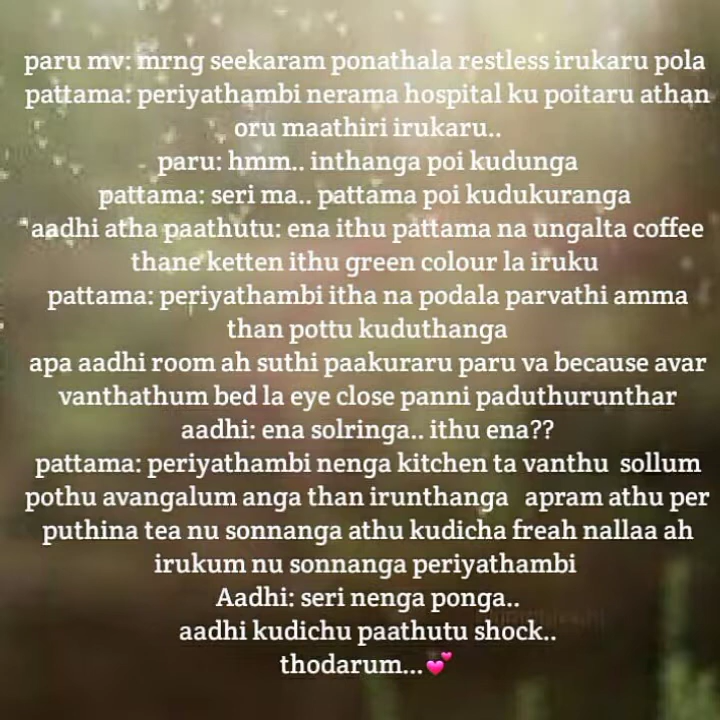 paru mv: mrng seekaram ponathala restless irukaru pola
pattama: periyathambi nerama hospital ku poitaru athan
oru maathiri irukaru..
paru: hmm.. inthanga poi kudunga
pattama: seri ma.. pattama poi kudukuranga
aadhi atha paathutu: ena ithu pattama na ungalta coffee
thane ketten ithu green colour la iruku
pattama: periyathambi itha na podala parvathi amma
than pottu kuduthanga
apa aadhi room ah suthi paakuraru paru va because avar
vanthathum bed la eye close panni paduthurunthar
aadhi: ena solringa.. ithu ena??
pattama: periyathambi nenga kitchen ta vanthu sollum
pothu avangalum anga than irunthanga apram athu per
puthina tea nu sonnanga athu kudicha freah nallaa ah
irukum nu sonnanga periyathambi
Aadhi: seri nenga ponga..
aadhi kudichu paathutu shock..
thodarum...💕